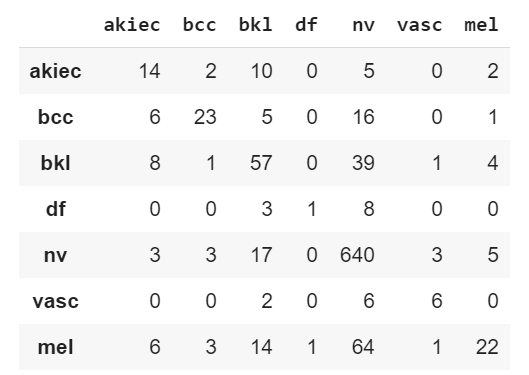 akiec bcc bkl df nv vasc mel
akiec 14 2 10 0 5 0 2
bcc 6 23 5 0 16 0 1
bkl 8 1 57 0 39 1 4
df 0 0 3 1 8 0 0
nv 3 3 17 0 640 3 5
vasc 0 0 2 0 6 6 0
mel 6 3 14 1 64 1 22